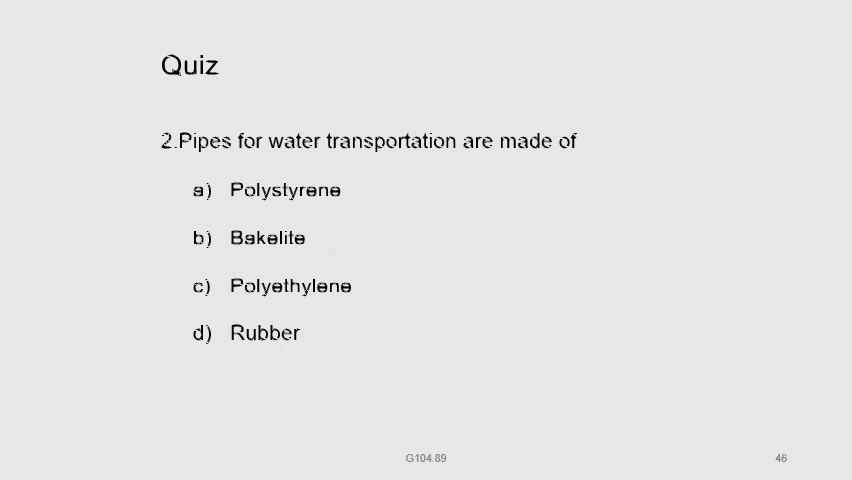 Quiz
2.Pipes for water transportation are made of
a) Polystyrene
b) Bakelite
c) Polyethylene
d) Rubber
G104.89
46